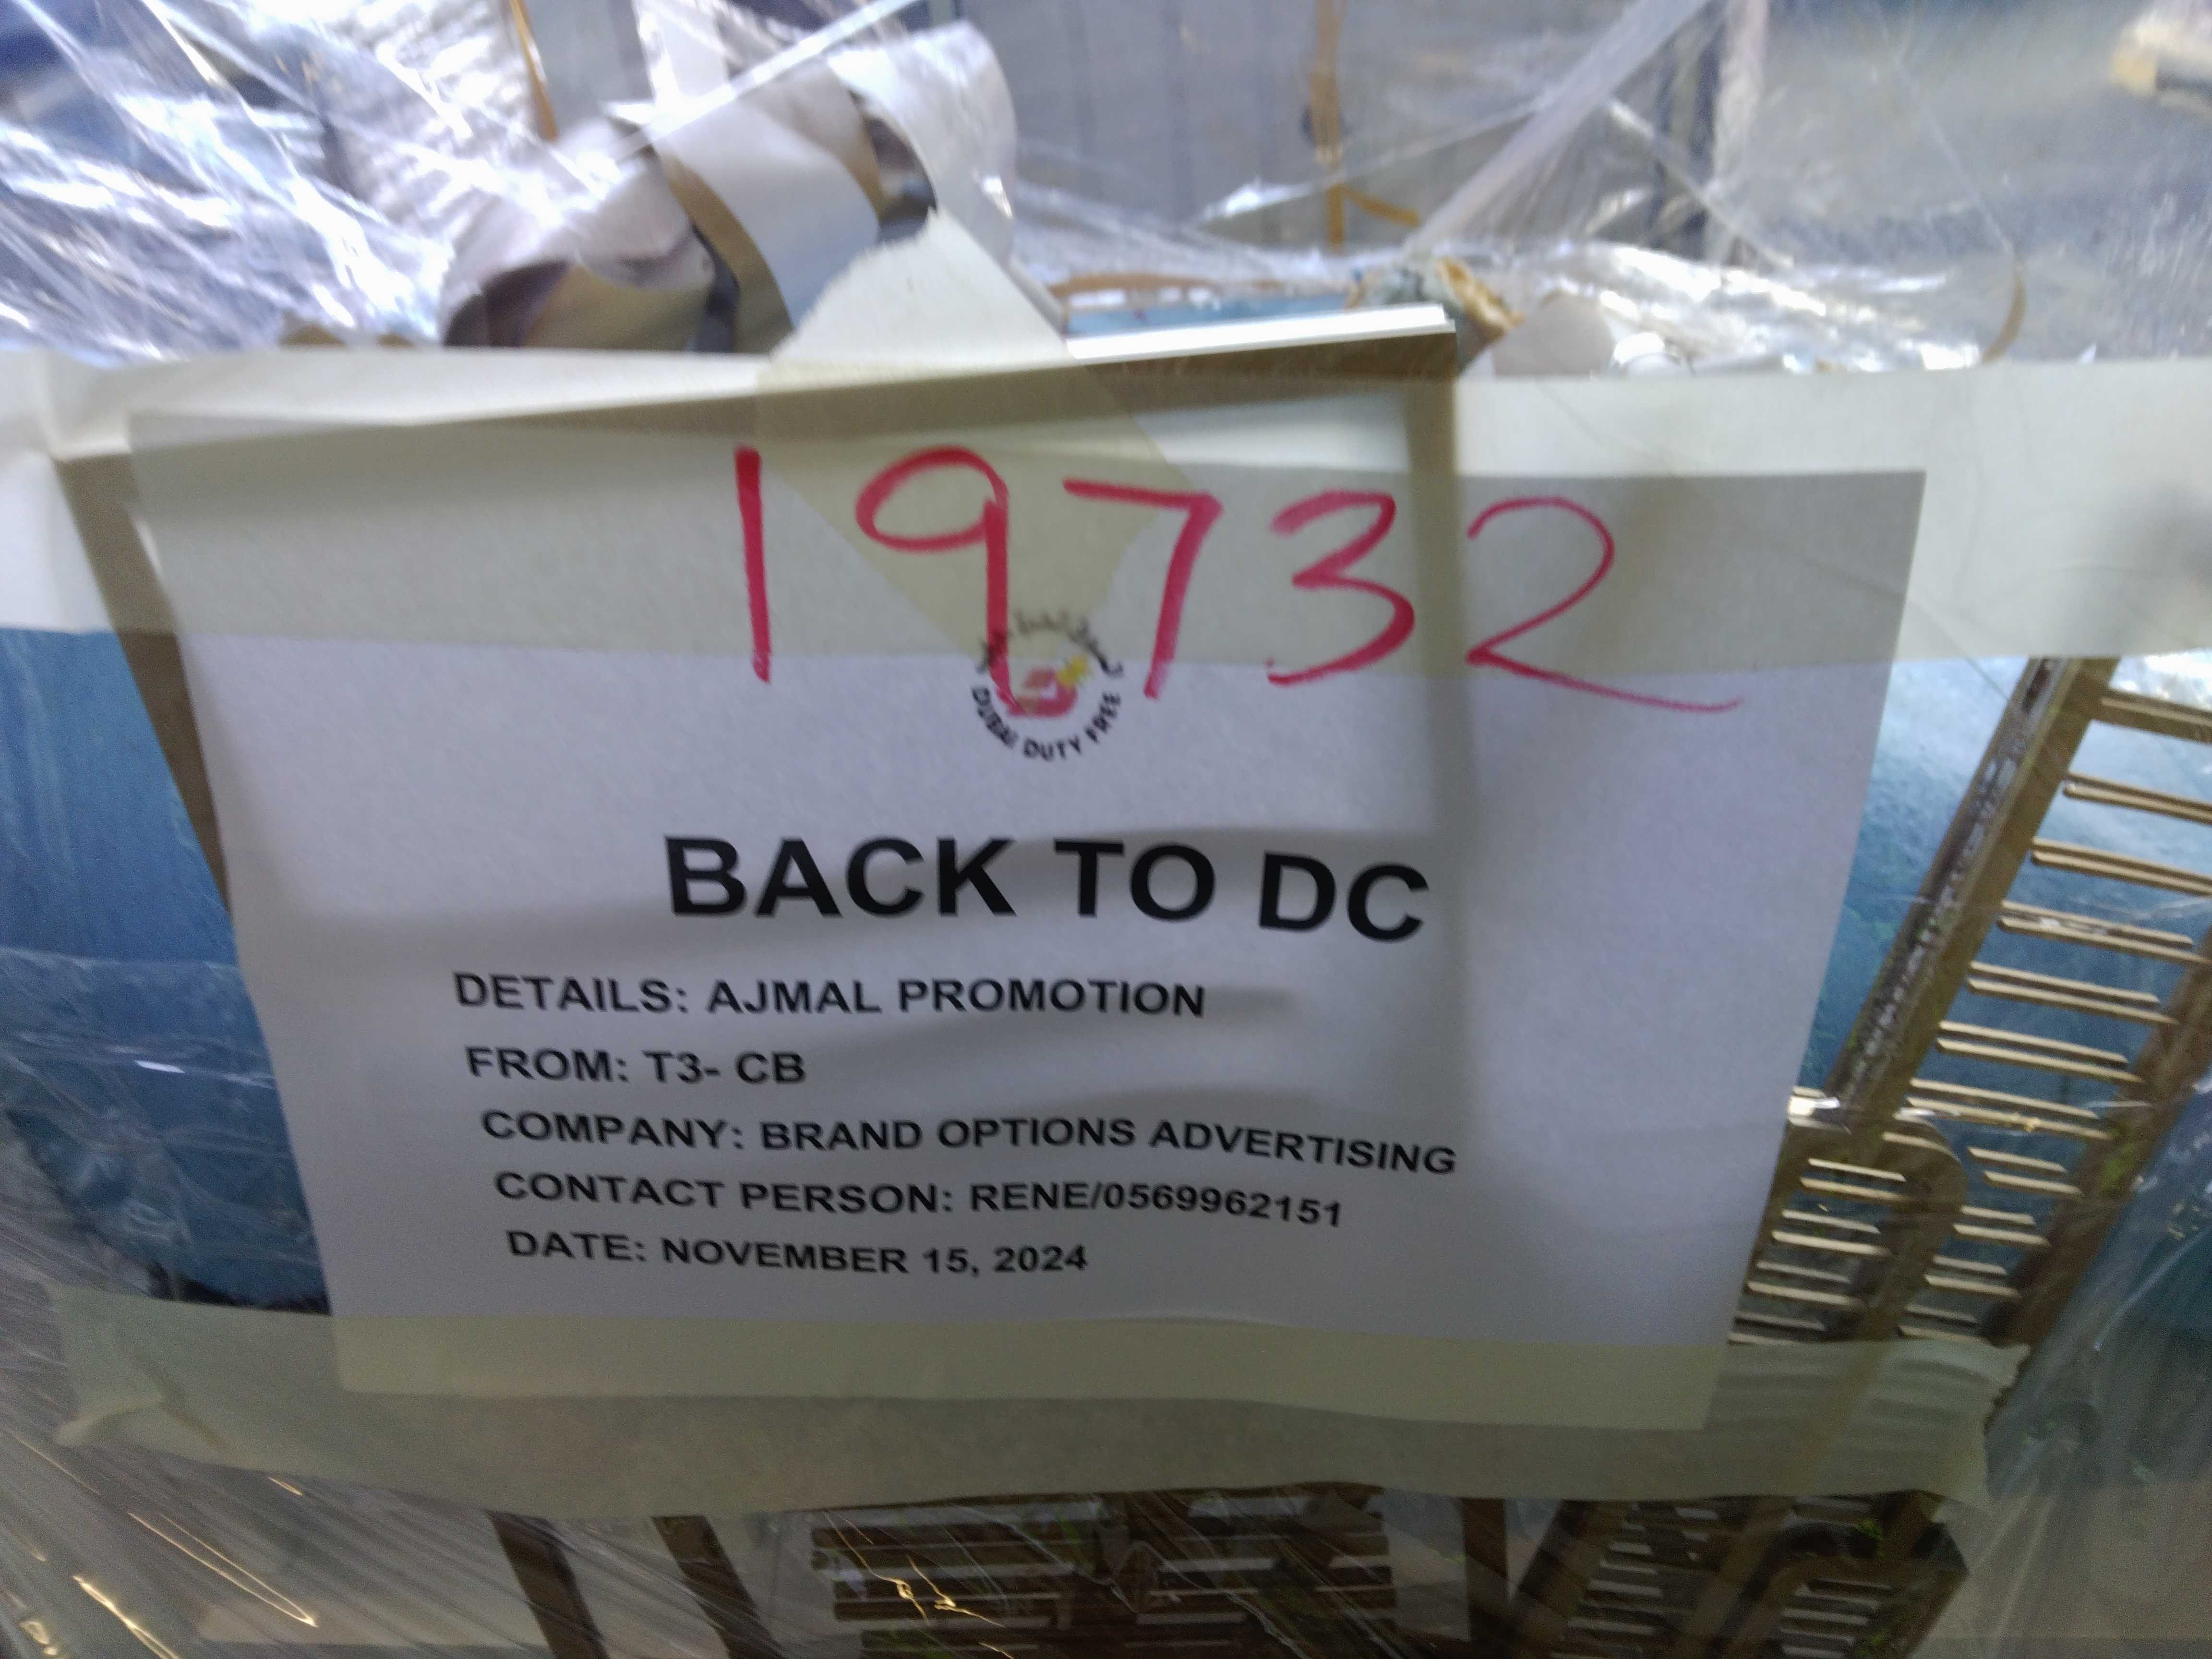 19732
DUBAI DUTY FREE
BACK TO DC
DETAILS: AJMAL PROMOTION
FROM: T3- CB
COMPANY: BRAND OPTIONS ADVERTISING
CONTACT PERSON: RENE/0569962151
DATE: NOVEMBER 15, 2024